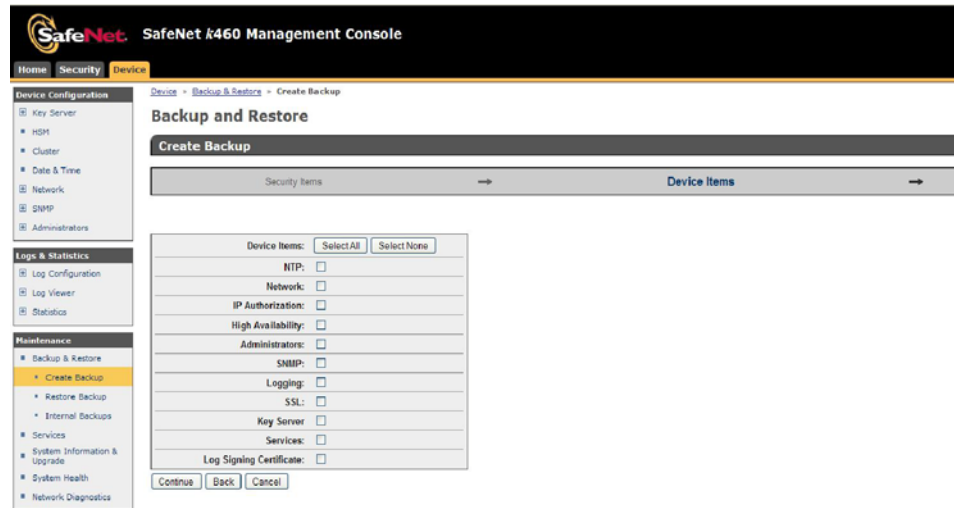 SafeNet. SafeNet k460 Management Console
Home Security Device
Device Configuration
Key Server
HSM
Cluster
Date & Time
Network
SNMP
Administrators
Logs & Statistics
Log Configuration
Log Viewer
Statistics
Maintenance
Backup & Restore
Create Backup
Restore Backup
Internal Backups
Services
System Information &
Upgrade
System Health
Network Diagnostics
Device » Backup & Restore » Create Backup
Backup and Restore
Create Backup
Security Items → Device Items →
Device Items: Select All Select None
NTP:
Network:
IP Authorization:
High Availability:
Administrators:
SNMP:
Logging:
SSL:
Key Server
Services:
Log Signing Certificate:
Continue Back Cancel